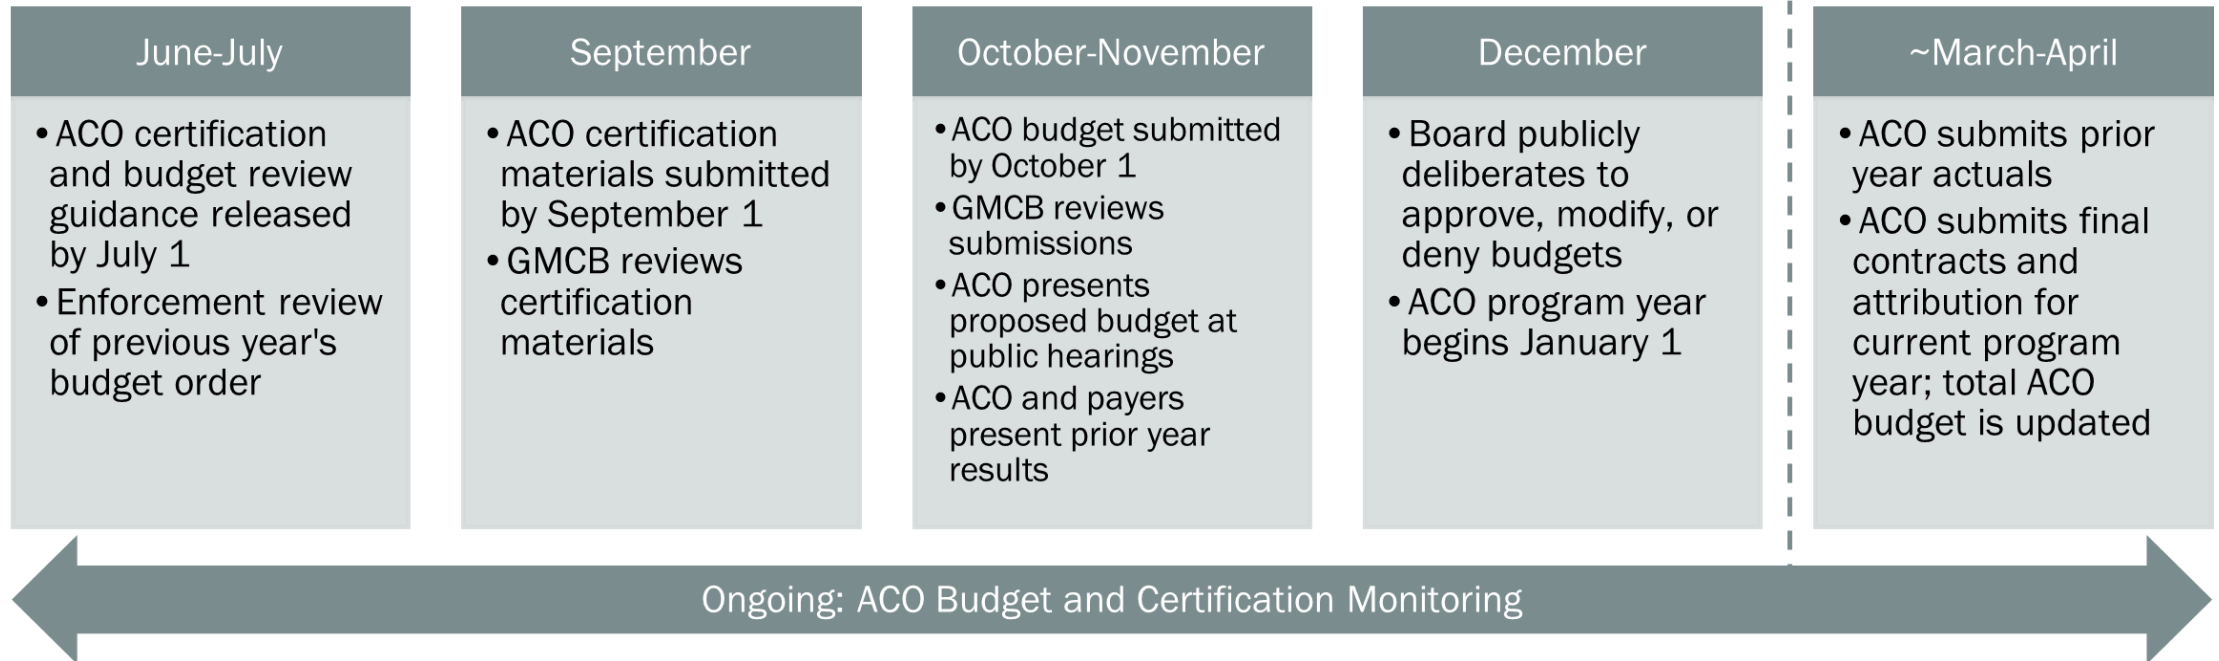 June-July
• ACO certification
and budget review
guidance released
by July 1
• Enforcement review
of previous year's
budget order
September
• ACO certification
materials submitted
by September 1
• GMCB reviews
certification
materials
October-November
• ACO budget submitted
by October 1
• GMCB reviews
submissions
• ACO presents
proposed budget at
public hearings
• ACO and payers
present prior year
results
December
• Board publicly
deliberates to
approve, modify, or
deny budgets
• ACO program year
begins January 1
~March-April
• ACO submits prior
year actuals
• ACO submits final
contracts and
attribution for
current program
year; total ACO
budget is updated
Ongoing: ACO Budget and Certification Monitoring